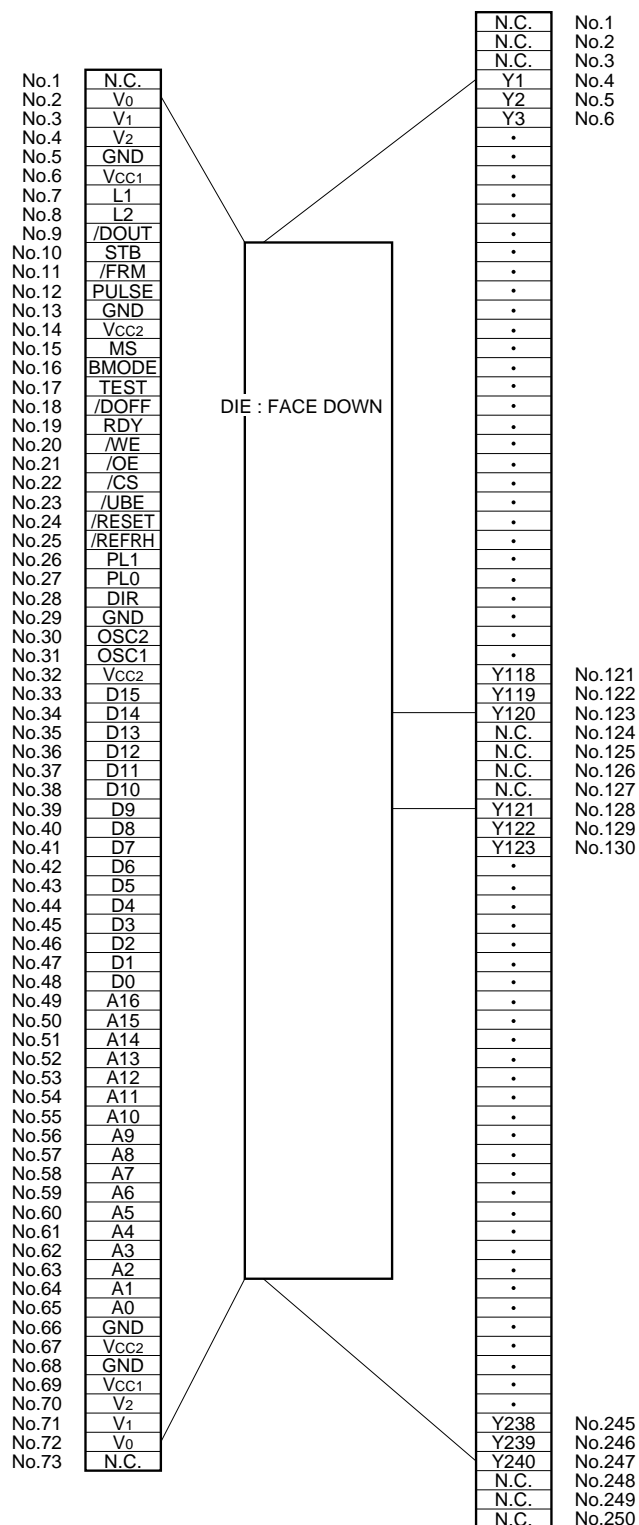 N.C. No.1
N.C. No.2
N.C. No.3
Y1 No.4
Y2 No.5
Y3 No.6
No.1 N.C.
No.2 V0
No.3 V1
No.4 V2
No.5 GND
No.6 VCC1
No.7 L1
No.8 L2
No.9 /DOUT
No.10 STB
No.11 /FRM
No.12 PULSE
No.13 GND
No.14 VCC2
No.15 MS
No.16 BMODE
No.17 TEST
No.18 /DOFF
No.19 RDY
No.20 /WE
No.21 /OE
No.22 /CS
No.23 /UBE
No.24 /RESET
No.25 /REFRH
No.26 PL1
No.27 PL0
No.28 DIR
No.29 GND
No.30 OSC2
No.31 OSC1
No.32 VCC2
No.33 D15
No.34 D14
No.35 D13
No.36 D12
No.37 D11
No.38 D10
No.39 D9
No.40 D8
No.41 D7
No.42 D6
No.43 D5
No.44 D4
No.45 D3
No.46 D2
No.47 D1
No.48 D0
No.49 A16
No.50 A15
No.51 A14
No.52 A13
No.53 A12
No.54 A11
No.55 A10
No.56 A9
No.57 A8
No.58 A7
No.59 A6
No.60 A5
No.61 A4
No.62 A3
No.63 A2
No.64 A1
No.65 A0
No.66 GND
No.67 VCC2
No.68 GND
No.69 VCC1
No.70 V2
No.71 V1
No.72 V0
No.73 N.C.
DIE : FACE DOWN
Y118 No.121
Y119 No.122
Y120 No.123
N.C. No.124
N.C. No.125
N.C. No.126
N.C. No.127
Y121 No.128
Y122 No.129
Y123 No.130
Y238 No.245
Y239 No.246
Y240 No.247
N.C. No.248
N.C. No.249
N.C. No.250